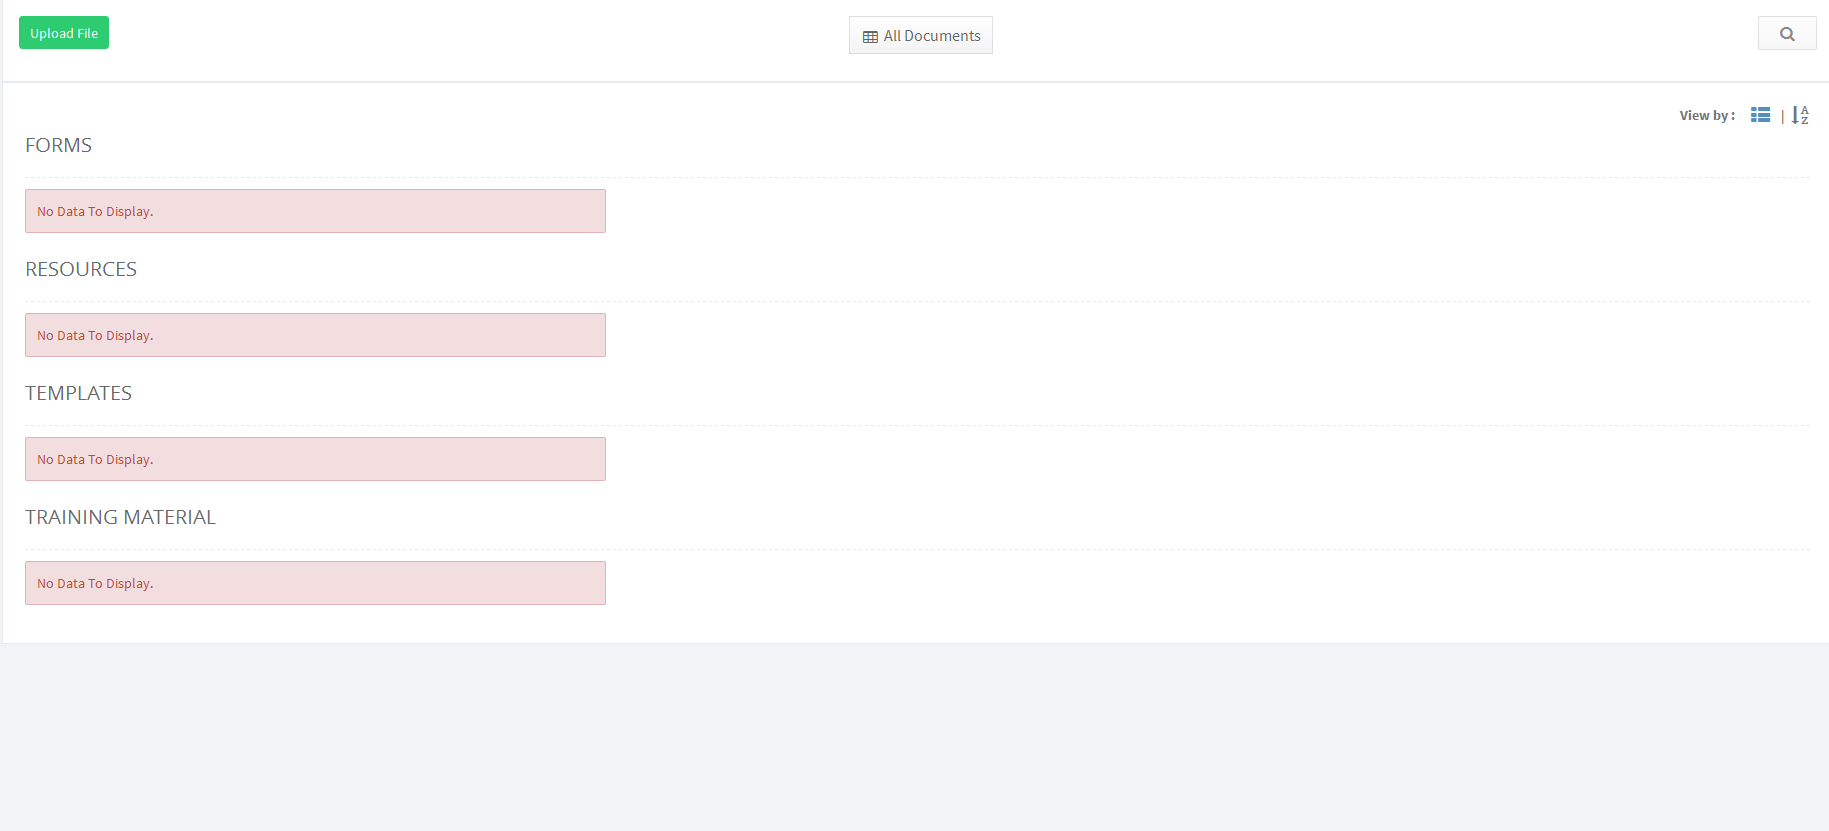 Upload File
All Documents
View by :
|
FORMS
No Data To Display.
RESOURCES
No Data To Display.
TEMPLATES
No Data To Display.
TRAINING MATERIAL
No Data To Display.